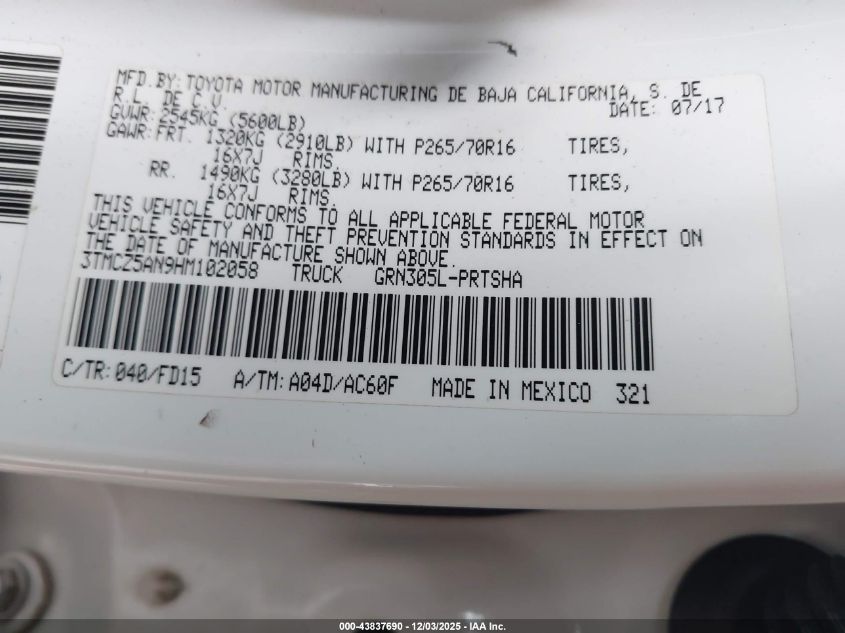 MFD.BY:TOYOTA MOTOR MANUFACTURING DE BAJA CALIFORNIA, S. DE
R.L. DE C.V. DATE: 07/17
GVWR:2545KG (5600LB)
GAWR:FRT. 1320KG (2910LB) WITH P265/70R16 TIRES,
16X7J RIMS.
RR. 1490KG (3280LB) WITH P265/70R16 TIRES,
16X7J RIMS.
THIS VEHICLE CONFORMS TO ALL APPLICABLE FEDERAL MOTOR
VEHICLE SAFETY AND THEFT PREVENTION STANDARDS IN EFFECT ON
THE DATE OF MANUFACTURE SHOWN ABOVE.
3TMCZ5AN9HM102058 TRUCK GRN305L-PRTSHA
C/TR:040/FD15 A/TM:A04D/AC60F MADE IN MEXICO 321
000-43837690 - 12/03/2025 - IAA Inc.